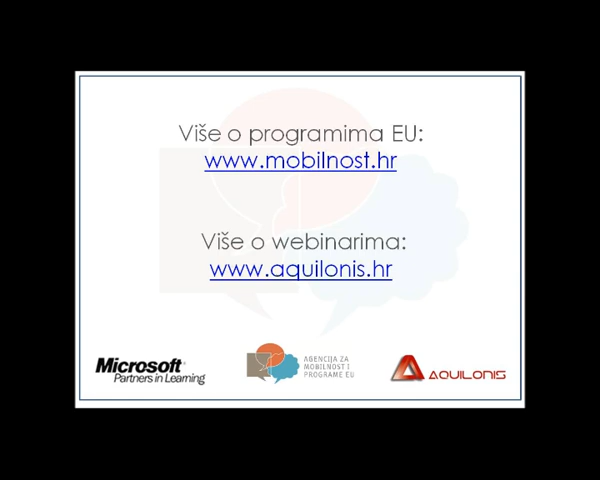 Više o programima EU:
www.mobilnost.hr
Više o webinarima:
www.aquilonis.hr
Microsoft®
Partners in Learning
AGENCIJA ZA
MOBILNOST I
PROGRAME EU
AQUILONIS